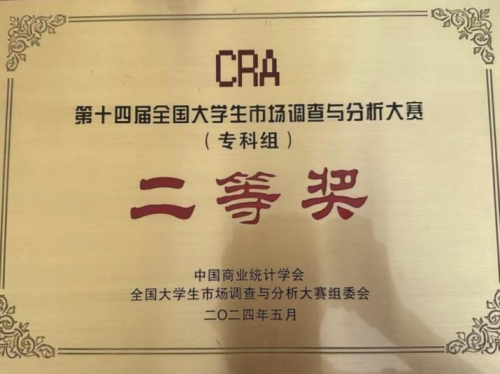 CRA
第十四届全国大学生市场调查与分析大赛
（专科组）
二等奖
中国商业统计学会
全国大学生市场调查与分析大赛组委会
二〇二四年五月